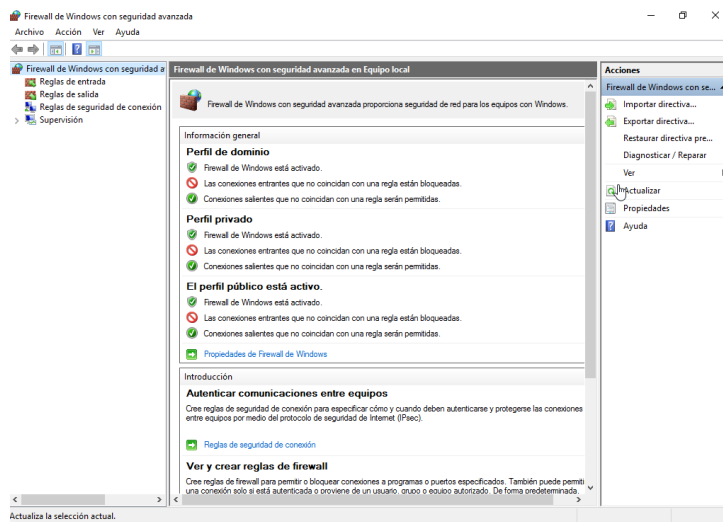 Firewall de Windows con seguridad avanzada
Archivo Acción Ver Ayuda
Firewall de Windows con seguridad a
Reglas de entrada
Reglas de salida
Reglas de seguridad de conexión
Supervisión
Firewall de Windows con seguridad avanzada en Equipo local
Firewall de Windows con seguridad avanzada proporciona seguridad de red para los equipos con Windows.
Información general
Perfil de dominio
Firewall de Windows está activado.
Las conexiones entrantes que no coincidan con una regla están bloqueadas.
Conexiones salientes que no coincidan con una regla serán permitidas.
Perfil privado
Firewall de Windows está activado.
Las conexiones entrantes que no coincidan con una regla están bloqueadas.
Conexiones salientes que no coincidan con una regla serán permitidas.
El perfil público está activo.
Firewall de Windows está activado.
Las conexiones entrantes que no coincidan con una regla están bloqueadas.
Conexiones salientes que no coincidan con una regla serán permitidas.
Propiedades de Firewall de Windows
Introducción
Autenticar comunicaciones entre equipos
Cree reglas de seguridad de conexión para especificar cómo y cuando deben autenticarse y protegerse las conexiones
entre equipos por medio del protocolo de seguridad de Internet (IPsec).
Reglas de seguridad de conexión
Ver y crear reglas de firewall
Cree reglas de firewall para permitir o bloquear conexiones a programas o puertos especificados. También puede permiti
una conexión solo si está autenticada o proviene de un usuario, grupo o equipo autorizado. De forma predeterminada,
Acciones
Firewall de Windows con se...
Importar directiva...
Exportar directiva...
Restaurar directiva pre...
Diagnosticar / Reparar
Ver
Actualizar
Propiedades
Ayuda
Actualiza la selección actual.